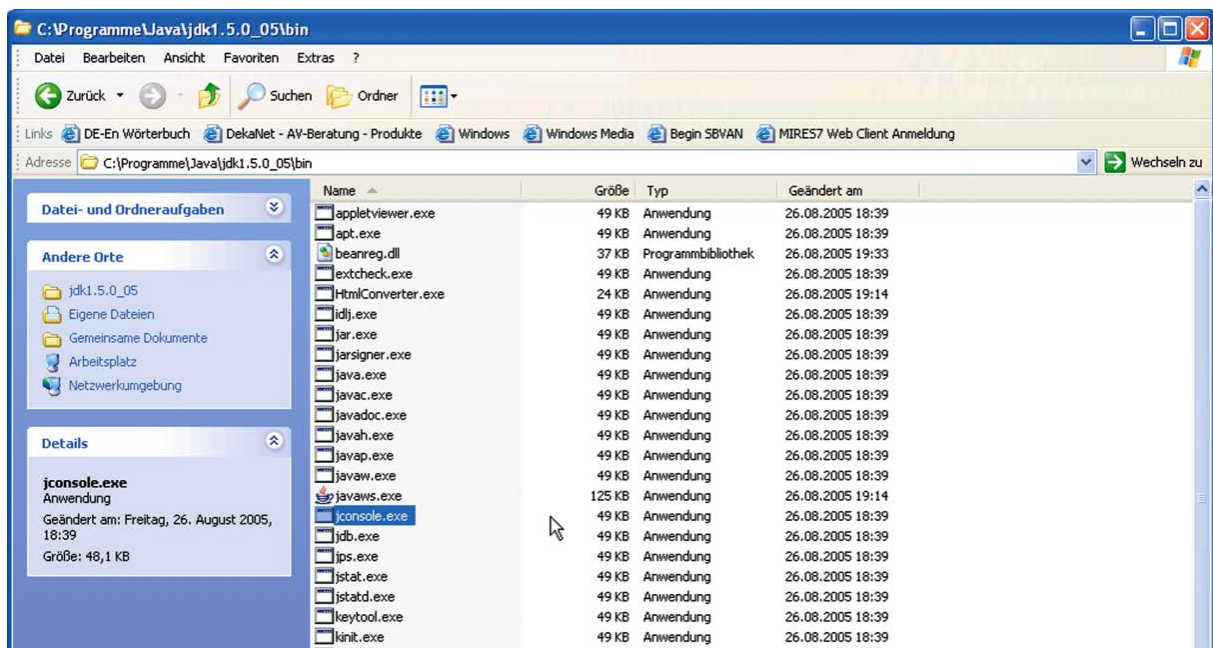 C:\Programme\Java\jdk1.5.0_05\bin
Datei Bearbeiten Ansicht Favoriten Extras ?
Zurück Suchen Ordner
Links DE-En Wörterbuch DekaNet - AV-Beratung - Produkte Windows Windows Media Begin SBVAN MIRES7 Web Client Anmeldung
Adresse C:\Programme\Java\jdk1.5.0_05\bin Wechseln zu
Datei- und Ordneraufgaben
Andere Orte
jdk1.5.0_05
Eigene Dateien
Gemeinsame Dokumente
Arbeitsplatz
Netzwerkumgebung
Details
jconsole.exe
Anwendung
Geändert am: Freitag, 26. August 2005,
18:39
Größe: 48,1 KB
Name Größe Typ Geändert am
appletviewer.exe 49 KB Anwendung 26.08.2005 18:39
apt.exe 49 KB Anwendung 26.08.2005 18:39
beanreg.dll 37 KB Programmbibliothek 26.08.2005 19:33
extcheck.exe 49 KB Anwendung 26.08.2005 18:39
HtmlConverter.exe 24 KB Anwendung 26.08.2005 19:14
idlj.exe 49 KB Anwendung 26.08.2005 18:39
jar.exe 49 KB Anwendung 26.08.2005 18:39
jarsigner.exe 49 KB Anwendung 26.08.2005 18:39
java.exe 49 KB Anwendung 26.08.2005 18:39
javac.exe 49 KB Anwendung 26.08.2005 18:39
javadoc.exe 49 KB Anwendung 26.08.2005 18:39
javah.exe 49 KB Anwendung 26.08.2005 18:39
javap.exe 49 KB Anwendung 26.08.2005 18:39
javaw.exe 49 KB Anwendung 26.08.2005 18:39
javaws.exe 125 KB Anwendung 26.08.2005 19:14
jconsole.exe 49 KB Anwendung 26.08.2005 18:39
jdb.exe 49 KB Anwendung 26.08.2005 18:39
jps.exe 49 KB Anwendung 26.08.2005 18:39
jstat.exe 49 KB Anwendung 26.08.2005 18:39
jstatd.exe 49 KB Anwendung 26.08.2005 18:39
keytool.exe 49 KB Anwendung 26.08.2005 18:39
kinit.exe 49 KB Anwendung 26.08.2005 18:39